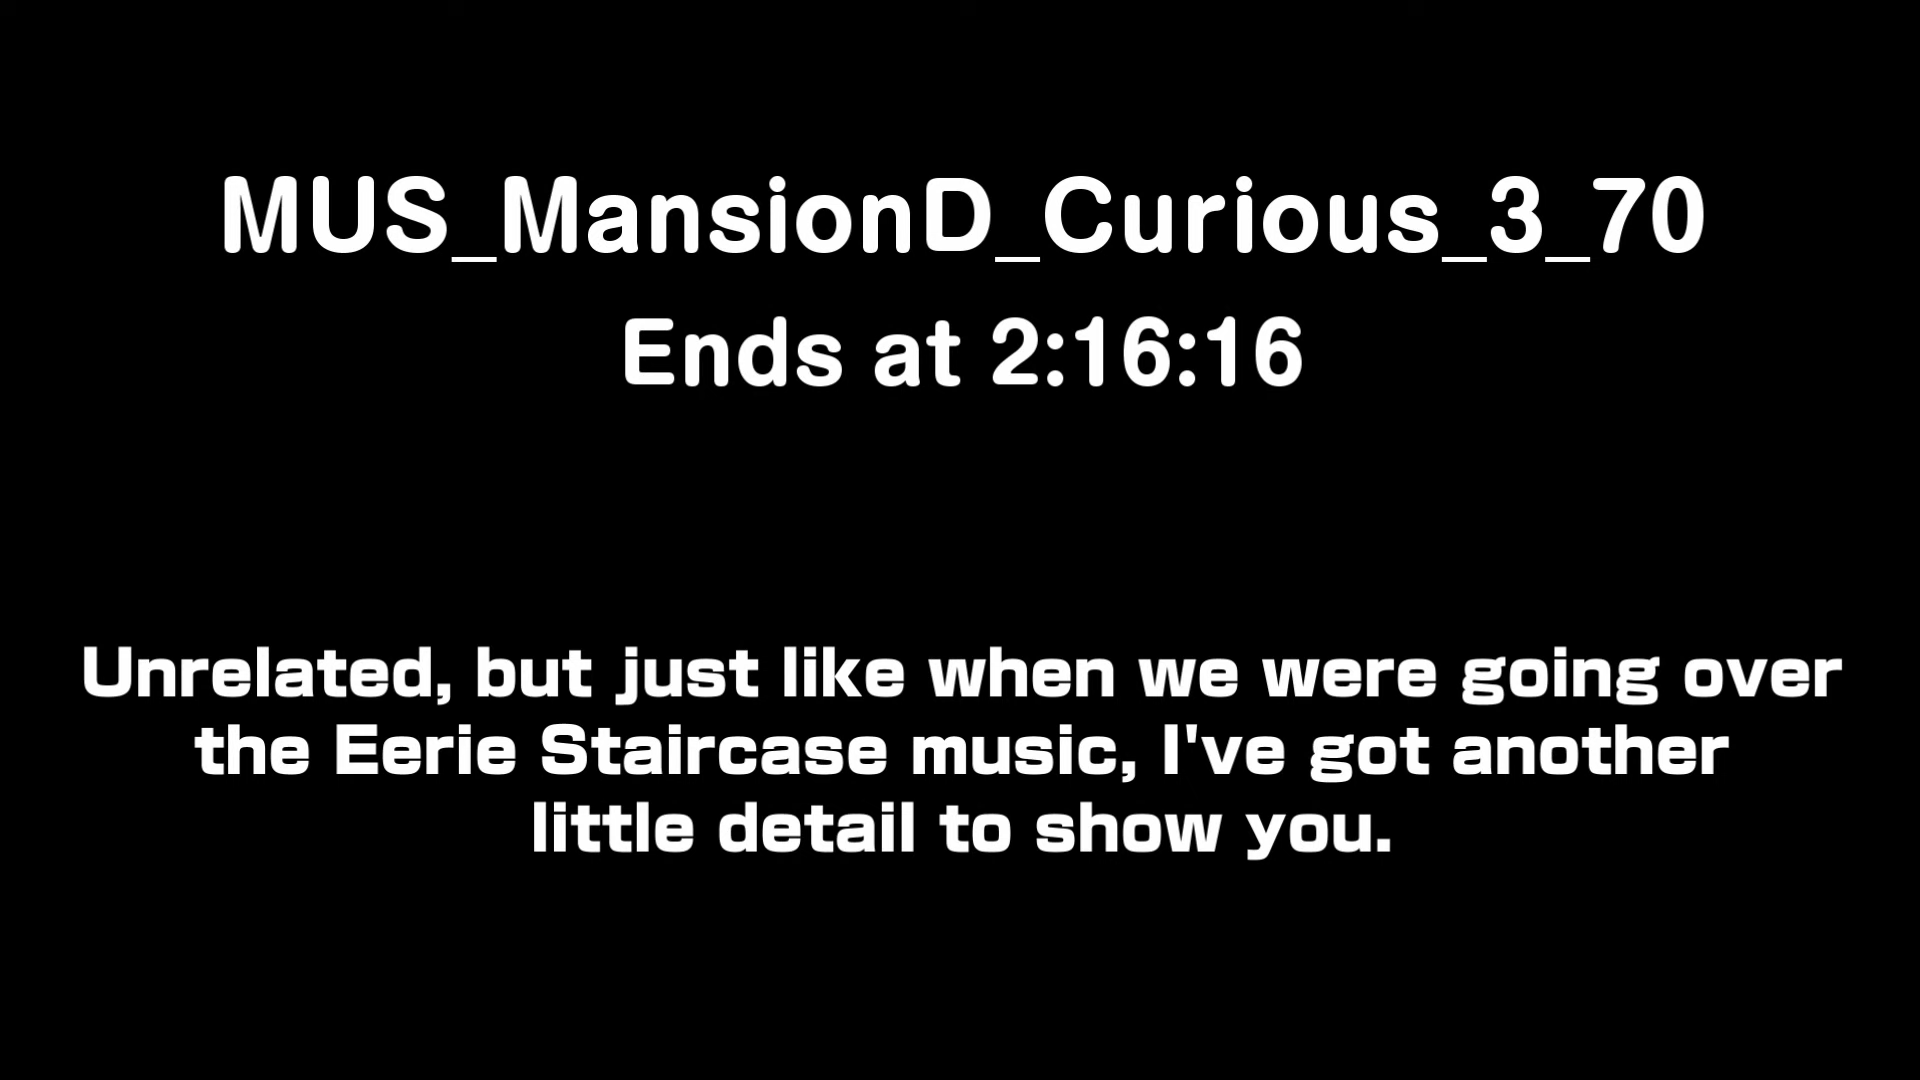 MUS_MansionD_Curious_3_70
Ends at 2:16:16
Unrelated, but just like when we were going over
the Eerie Staircase music, I've got another
little detail to show you.